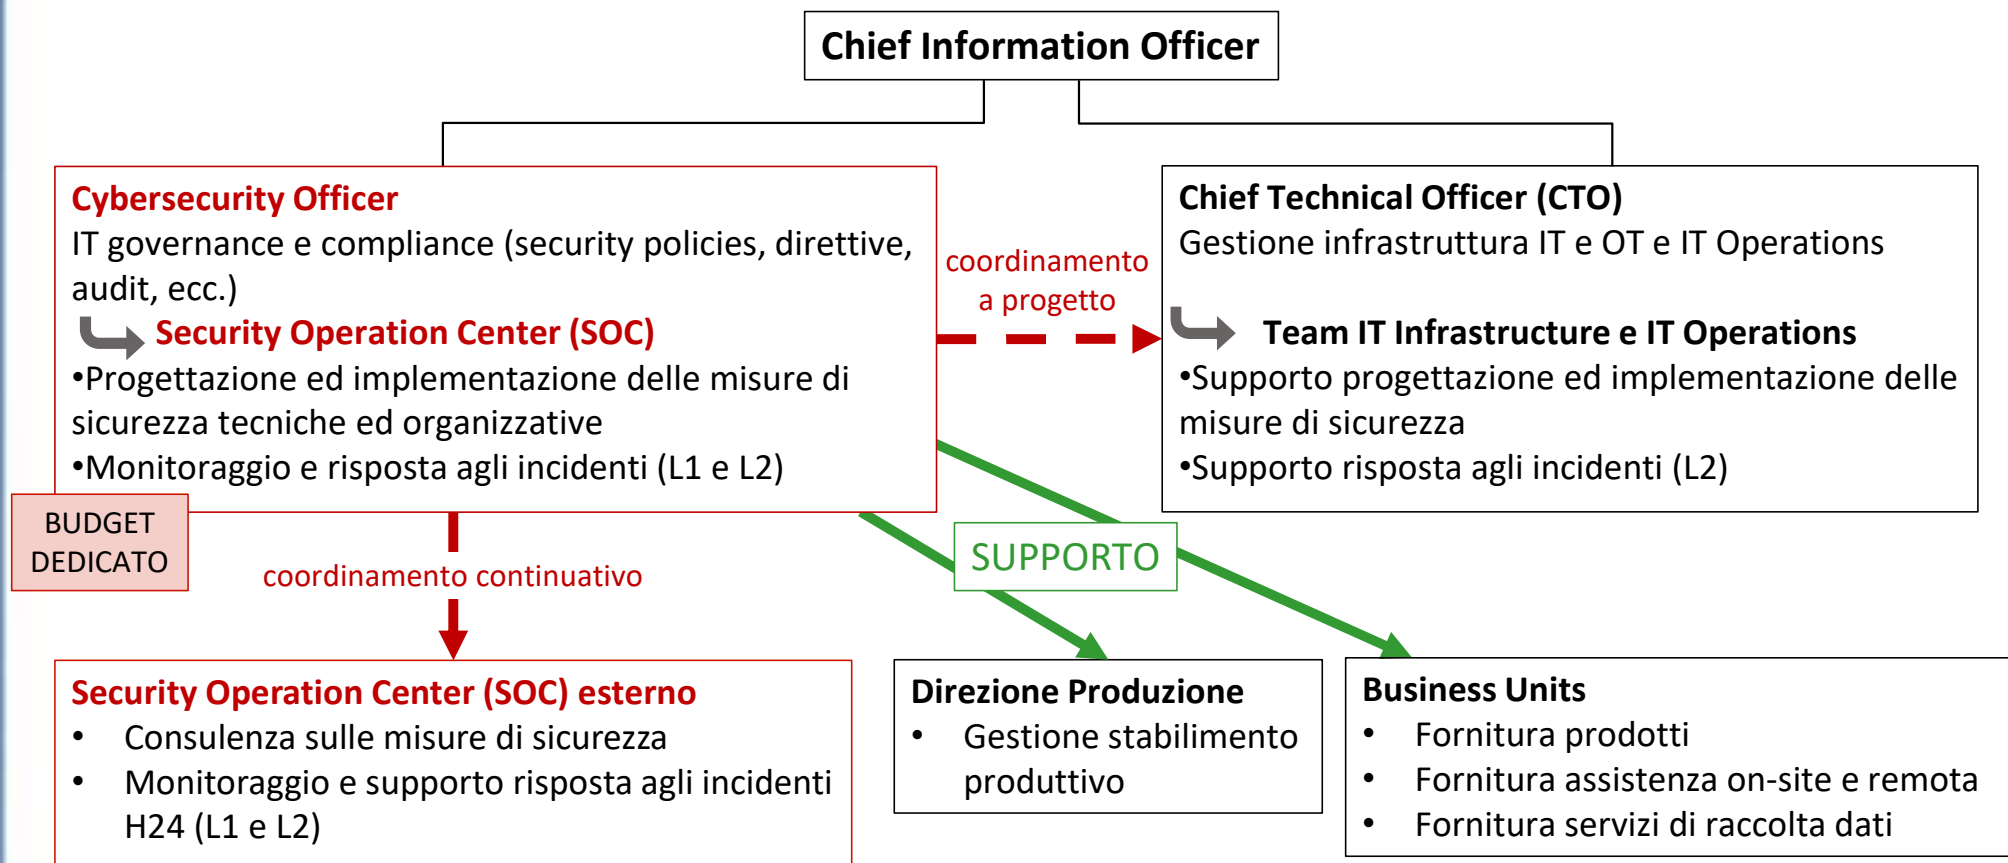 Chief Information Officer
Cybersecurity Officer
IT governance e compliance (security policies, direttive,
audit, ecc.)
Security Operation Center (SOC)
•Progettazione ed implementazione delle misure di
sicurezza tecniche ed organizzative
•Monitoraggio e risposta agli incidenti (L1 e L2)
BUDGET
DEDICATO
coordinamento
a progetto
Chief Technical Officer (CTO)
Gestione infrastruttura IT e OT e IT Operations
Team IT Infrastructure e IT Operations
•Supporto progettazione ed implementazione delle
misure di sicurezza
•Supporto risposta agli incidenti (L2)
coordinamento continuativo
SUPPORTO
Security Operation Center (SOC) esterno
• Consulenza sulle misure di sicurezza
• Monitoraggio e supporto risposta agli incidenti
H24 (L1 e L2)
Direzione Produzione
• Gestione stabilimento
produttivo
Business Units
• Fornitura prodotti
• Fornitura assistenza on-site e remota
• Fornitura servizi di raccolta dati